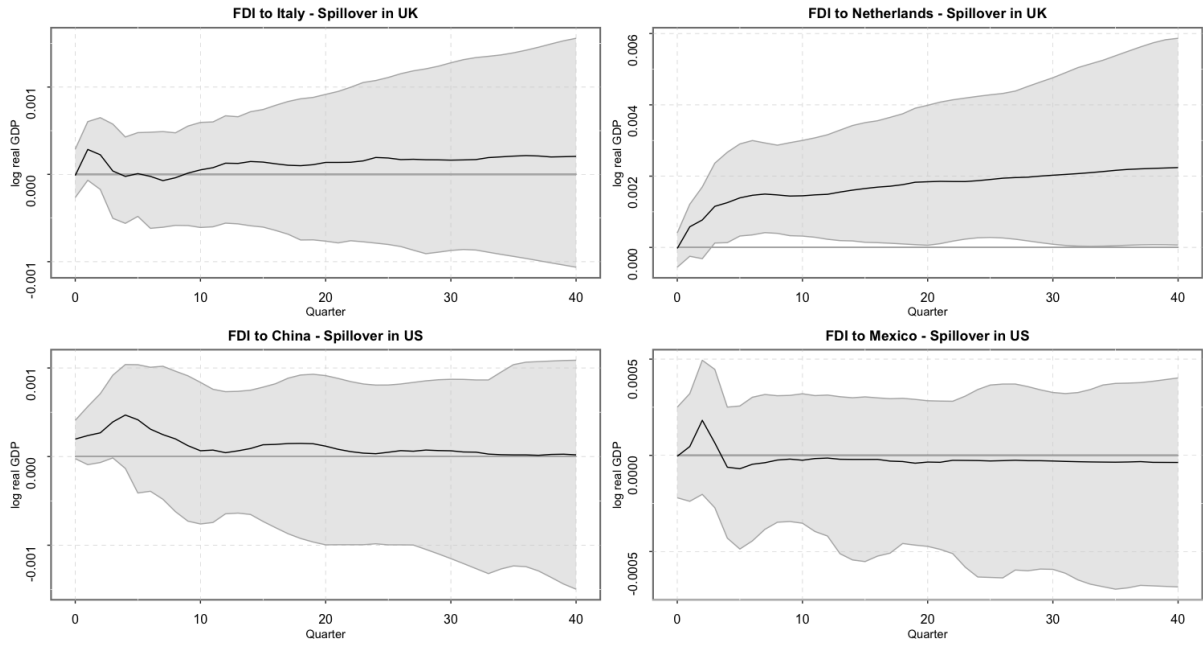 FDI to Italy - Spillover in UK
log real GDP
0.001
0.000
-0.001
0 10 20 30 40
Quarter
FDI to Netherlands - Spillover in UK
log real GDP
0.006
0.004
0.002
0.000
0 10 20 30 40
Quarter
FDI to China - Spillover in US
log real GDP
0.001
0.000
-0.001
0 10 20 30 40
Quarter
FDI to Mexico - Spillover in US
log real GDP
0.0005
0.0000
-0.0005
0 10 20 30 40
Quarter